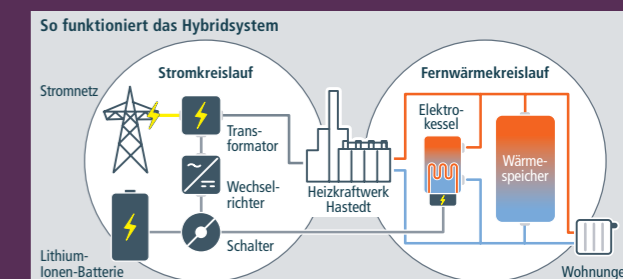 So funktioniert das Hybridsystem
Stromkreislauf
Fernwärmekreislauf
Stromnetz
Trans-
formator
Wechsel-
richter
Schalter
Lithium-
Ionen-Batterie
Heizkraftwerk
Hastedt
Elektro-
kessel
Wärme-
speicher
Wohnunge